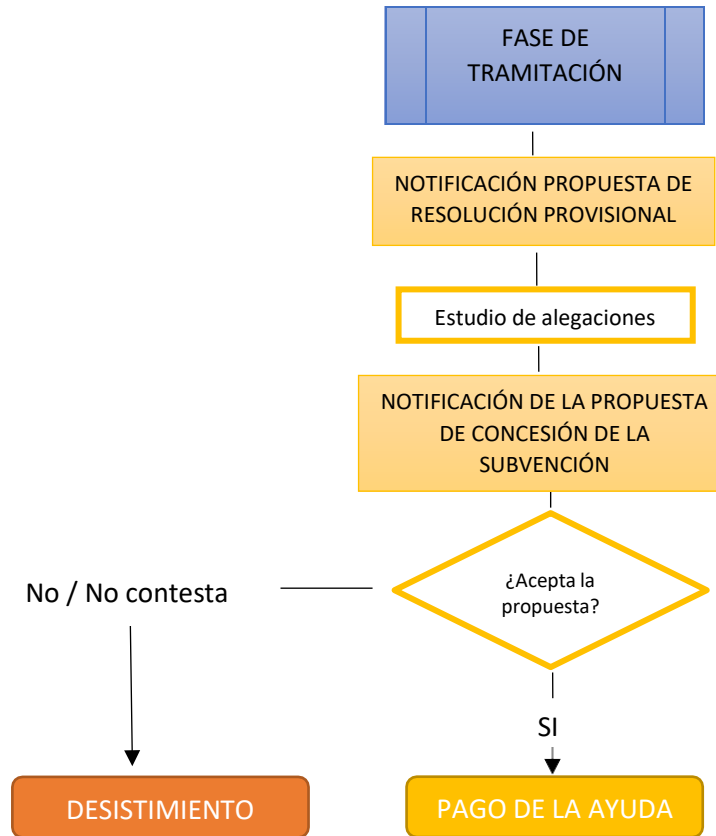 FASE DE
TRAMITACIÓN
NOTIFICACIÓN PROPUESTA DE
RESOLUCIÓN PROVISIONAL
Estudio de alegaciones
NOTIFICACIÓN DE LA PROPUESTA
DE CONCESIÓN DE LA
SUBVENCIÓN
¿Acepta la
propuesta?
No / No contesta
SI
DESISTIMIENTO
PAGO DE LA AYUDA